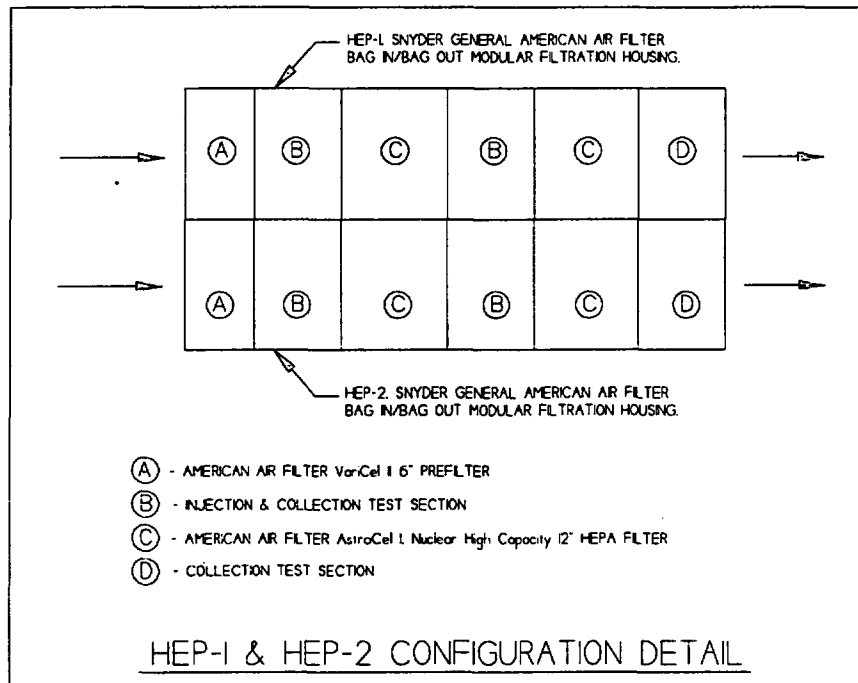 HEP-1. SNYDER GENERAL AMERICAN AIR FILTER
BAG IN/BAG OUT MODULAR FILTRATION HOUSING.
A B C B C D
A B C B C D
HEP-2. SNYDER GENERAL AMERICAN AIR FILTER
BAG IN/BAG OUT MODULAR FILTRATION HOUSING.
A - AMERICAN AIR FILTER VariCel II 6" PREFILTER
B - INJECTION & COLLECTION TEST SECTION
C - AMERICAN AIR FILTER AstroCel I. Nuclear High Capacity 12" HEPA FILTER
D - COLLECTION TEST SECTION
HEP-1 & HEP-2 CONFIGURATION DETAIL